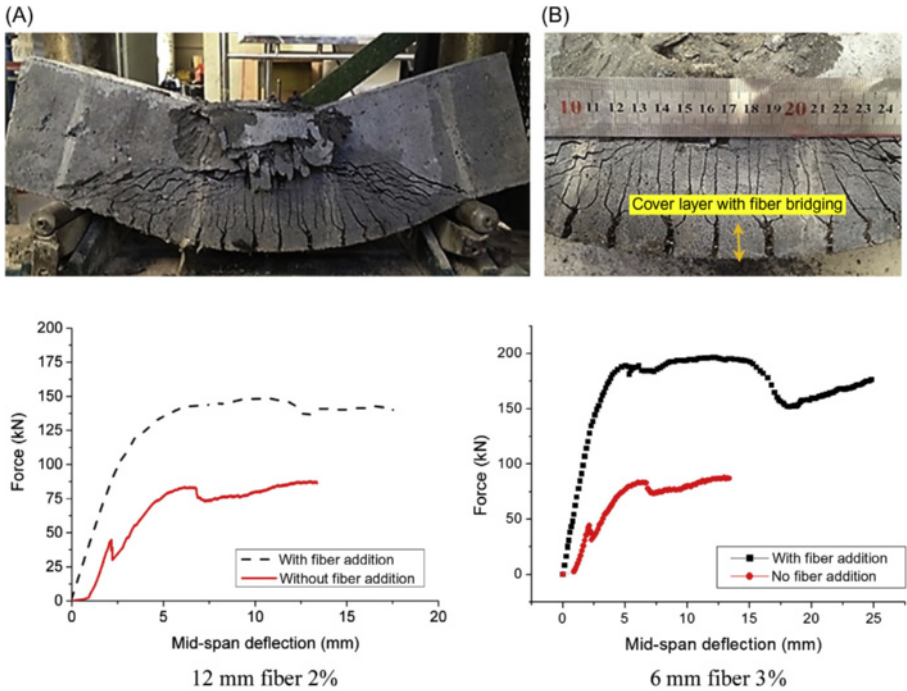 (A)
(B)
10 11 12 13 14 15 16 17 18 19 20 21 22 23 24
Cover layer with fiber bridging
200
175
150
125
100
75
50
25
0
Force (kN)
With fiber addition
Without fiber addition
0 5 10 15 20
Mid-span deflection (mm)
12 mm fiber 2%
200
150
100
50
0
Force (kN)
With fiber addition
No fiber addition
0 5 10 15 20 25
Mid-span deflection (mm)
6 mm fiber 3%